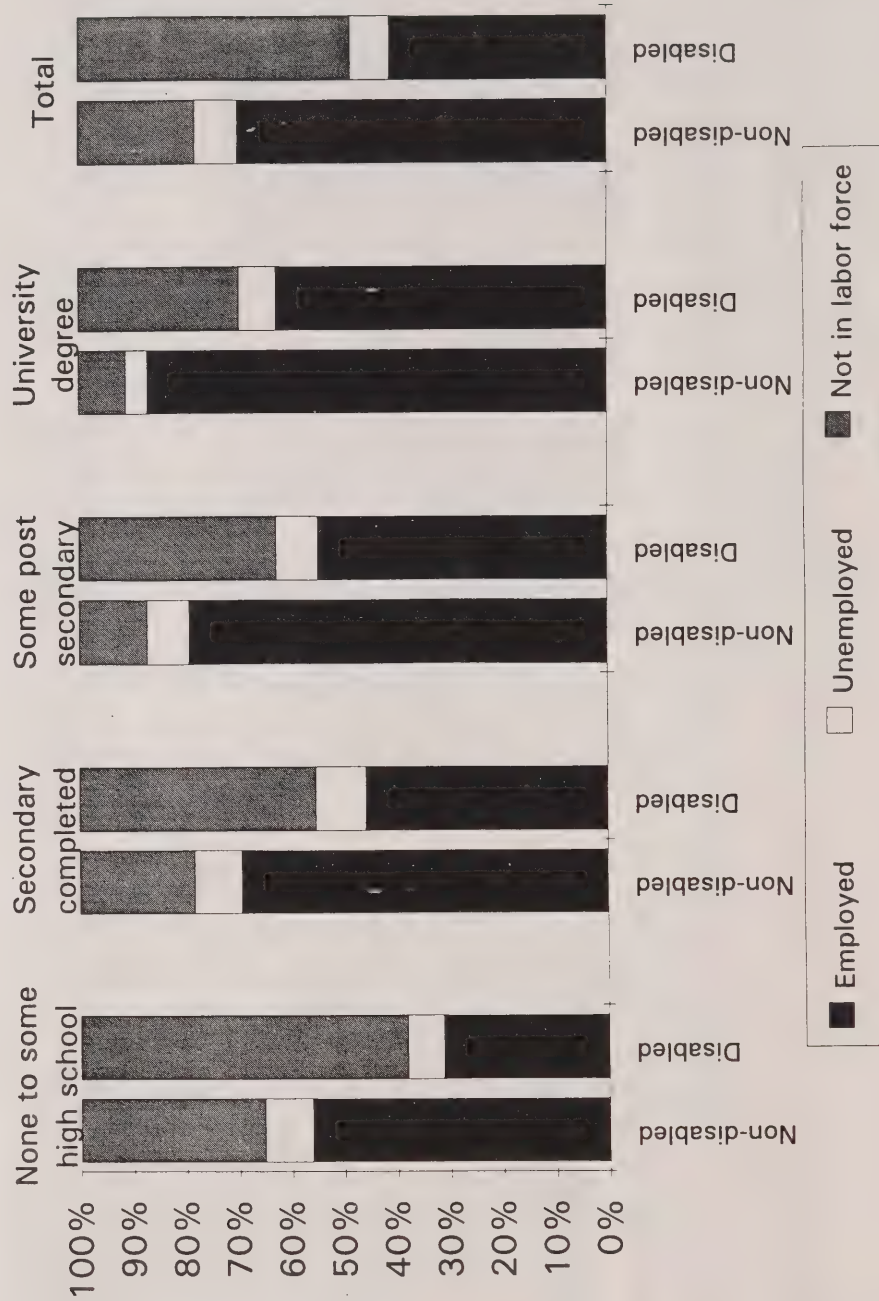 None to some
high school
Secondary
completed
Some post
secondary
University
degree
Total
100%
90%
80%
70%
60%
50%
40%
30%
20%
10%
0%
Non-disabled
Disabled
Non-disabled
Disabled
Non-disabled
Disabled
Non-disabled
Disabled
Non-disabled
Disabled
Employed
Unemployed
Not in labor force